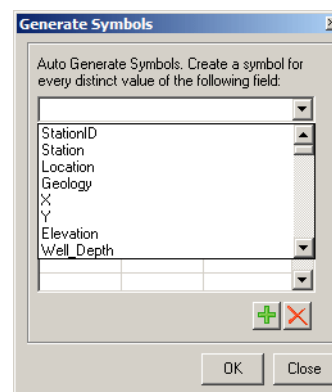 Generate Symbols
Auto Generate Symbols. Create a symbol for
every distinct value of the following field:
StationID
Station
Location
Geology
X
Y
Elevation
Well_Depth
OK
Close